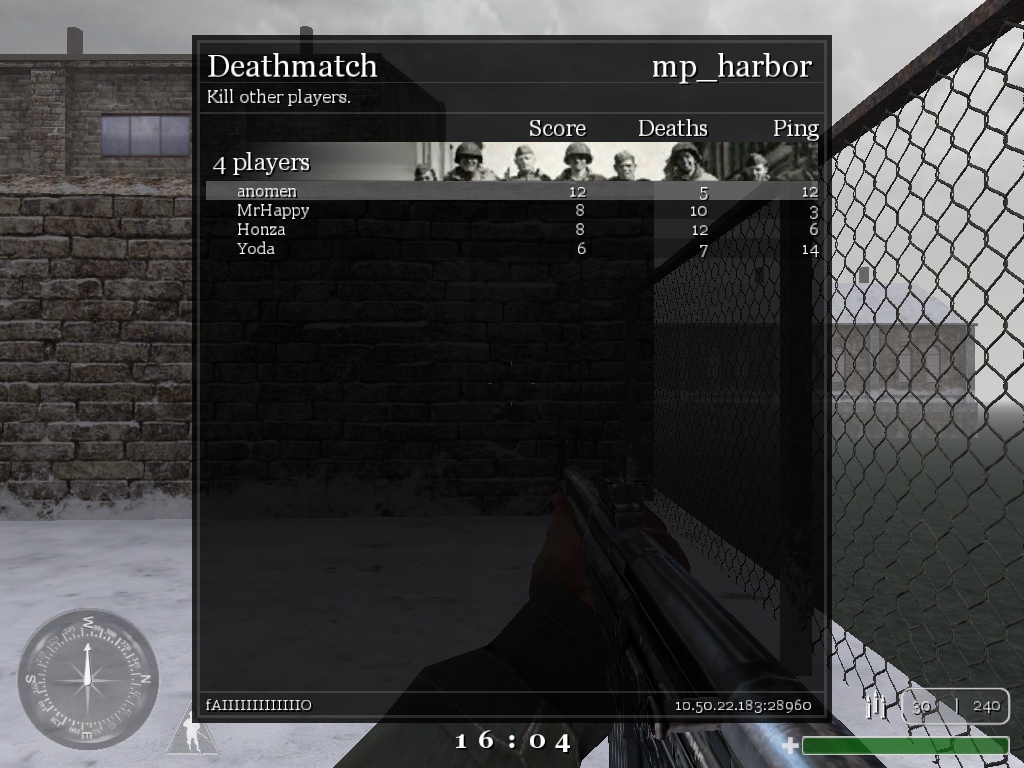 Deathmatch mp_harbor
Kill other players.
Score Deaths Ping
4 players
anomen 12 5 12
MrHappy 8 10 3
Honza 8 12 6
Yoda 6 7 14
W
S N
E
10.50.22.183:28960
30 | 240
16:04